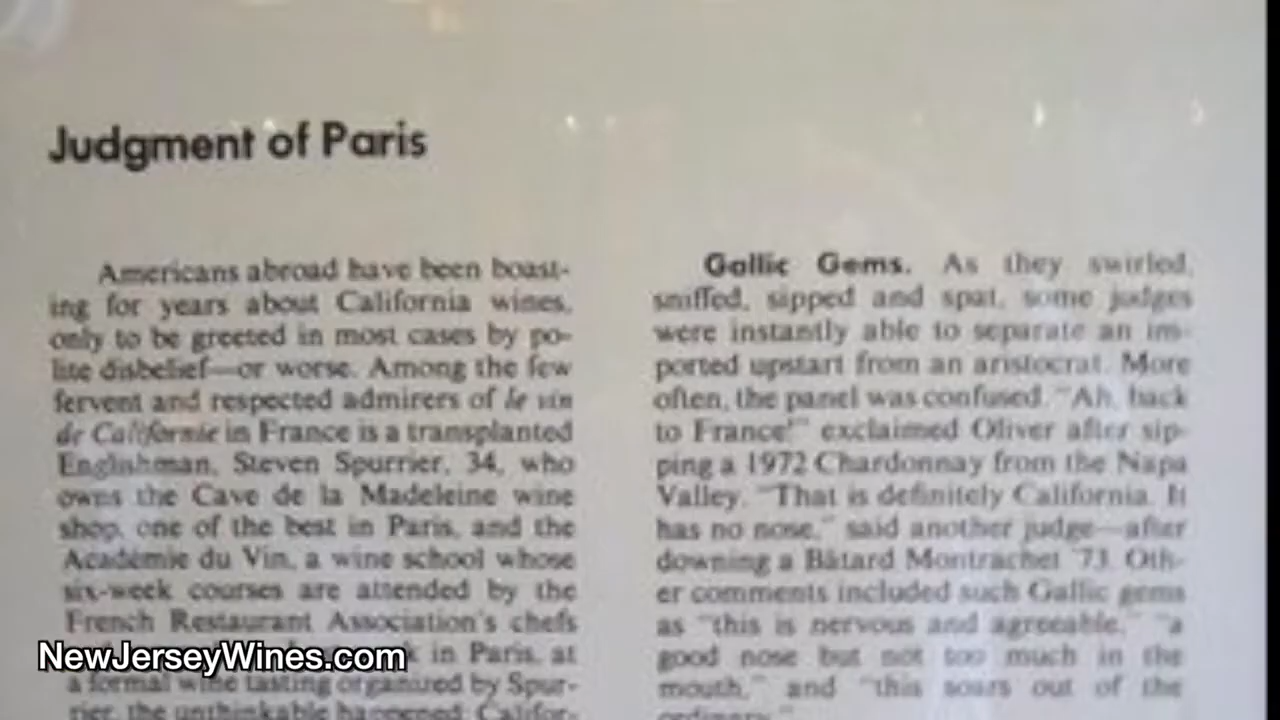 Judgment of Paris
Americans abroad have been boast-
ing for years about California wines,
only to be greeted in most cases by po-
lite disbelief—or worse. Among the few
fervent and respected admirers of le vin
de Californie in France is a transplanted
Englishman, Steven Spurrier, 34, who
owns the Cave de la Madeleine wine
shop, one of the best in Paris, and the
Académie du Vin, a wine school whose
six-week courses are attended by the
French Restaurant Association's chefs
in Paris, at
a formal wine tasting organized by Spur-
rier, the unthinkable happened. Califor-
Gallic Gems. As they swirled,
sniffed, sipped and spat, some judges
were instantly able to separate an im-
ported upstart from an aristocrat. More
often, the panel was confused. "Ah, back
to France!" exclaimed Oliver after sip-
ping a 1972 Chardonnay from the Napa
Valley. "That is definitely California. It
has no nose," said another judge—after
downing a Bâtard Montrachet '73. Oth-
er comments included such Gallic gems
as "this is nervous and agreeable," "a
good nose but not too much in the
mouth," and "this soars out of the
ordinary."
NewJerseyWines.com